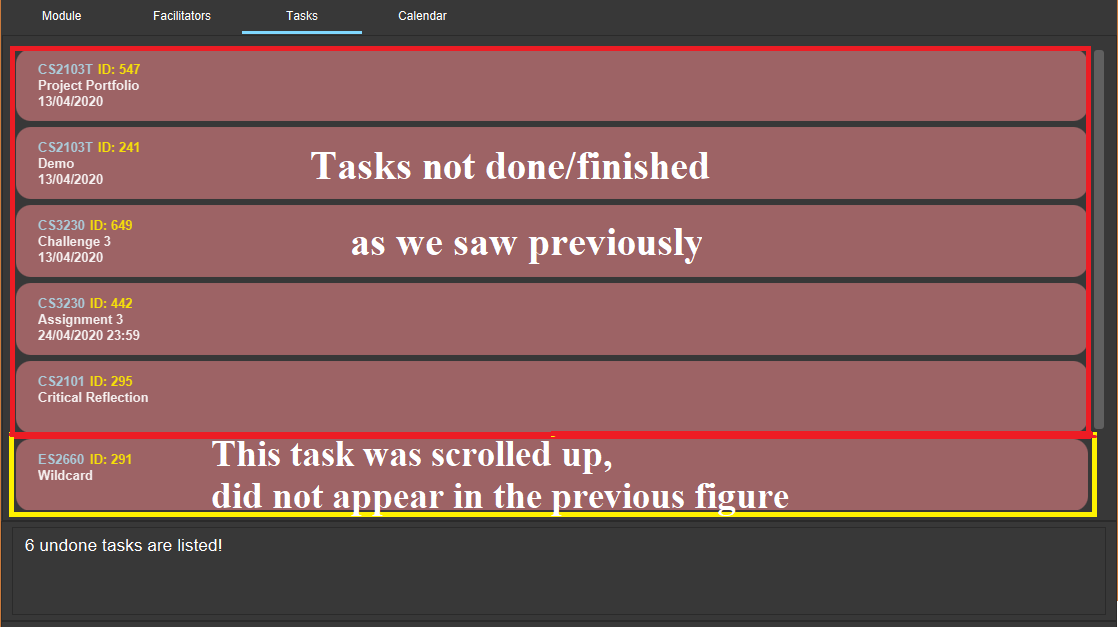 Module Facilitators Tasks Calendar
CS2103T ID: 547
Project Portfolio
13/04/2020
CS2103T ID: 241
Demo
13/04/2020
Tasks not done/finished
CS3230 ID: 649
Challenge 3
13/04/2020
as we saw previously
CS3230 ID: 442
Assignment 3
24/04/2020 23:59
CS2101 ID: 295
Critical Reflection
ES2660 ID: 291
Wildcard
This task was scrolled up,
did not appear in the previous figure
6 undone tasks are listed!